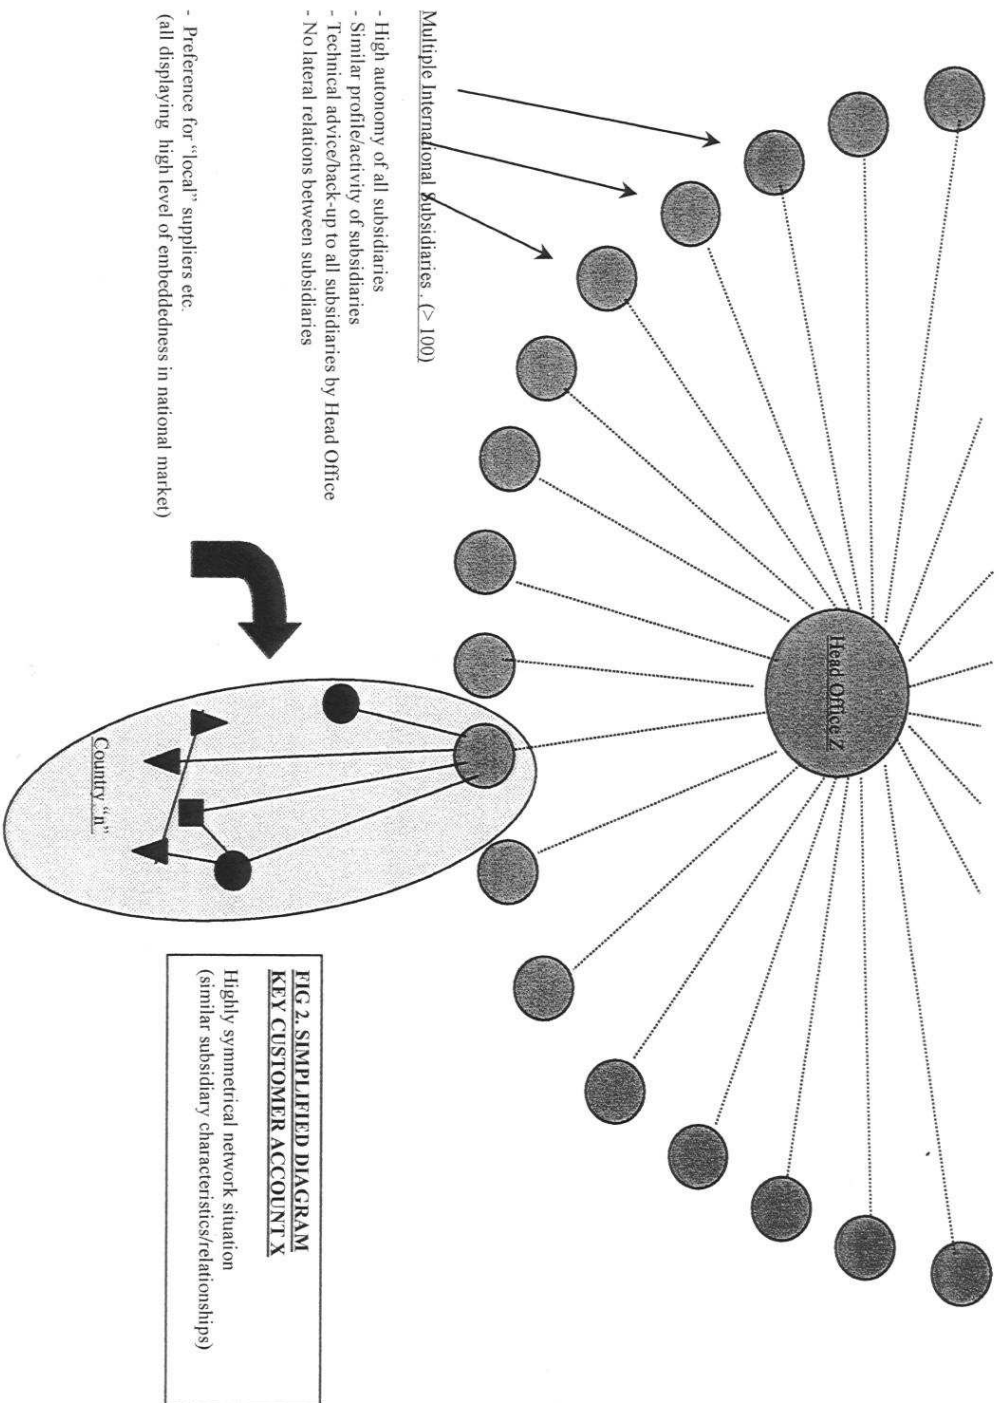 Head Office Z
Multiple International Subsidiaries . (> 100)
- High autonomy of all subsidiaries
- Similar profile/activity of subsidiaries
- Technical advice/back-up to all subsidiaries by Head Office
- No lateral relations between subsidiaries
- Preference for “local” suppliers etc.
(all displaying high level of embeddedness in national market)
Country “n”
FIG 2. SIMPLIFIED DIAGRAM
KEY CUSTOMER ACCOUNT X
Highly symmetrical network situation
(similar subsidiary characteristics/relationships)